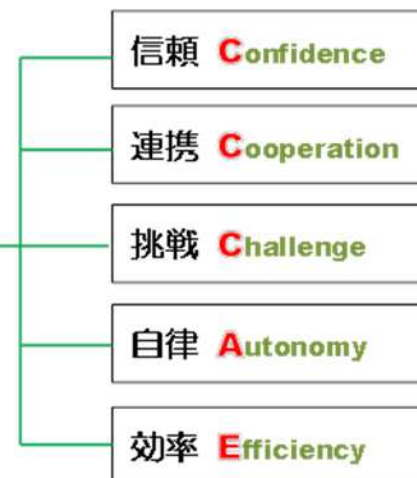 信頼 Confidence
連携 Cooperation
挑戦 Challenge
自律 Autonomy
効率 Efficiency